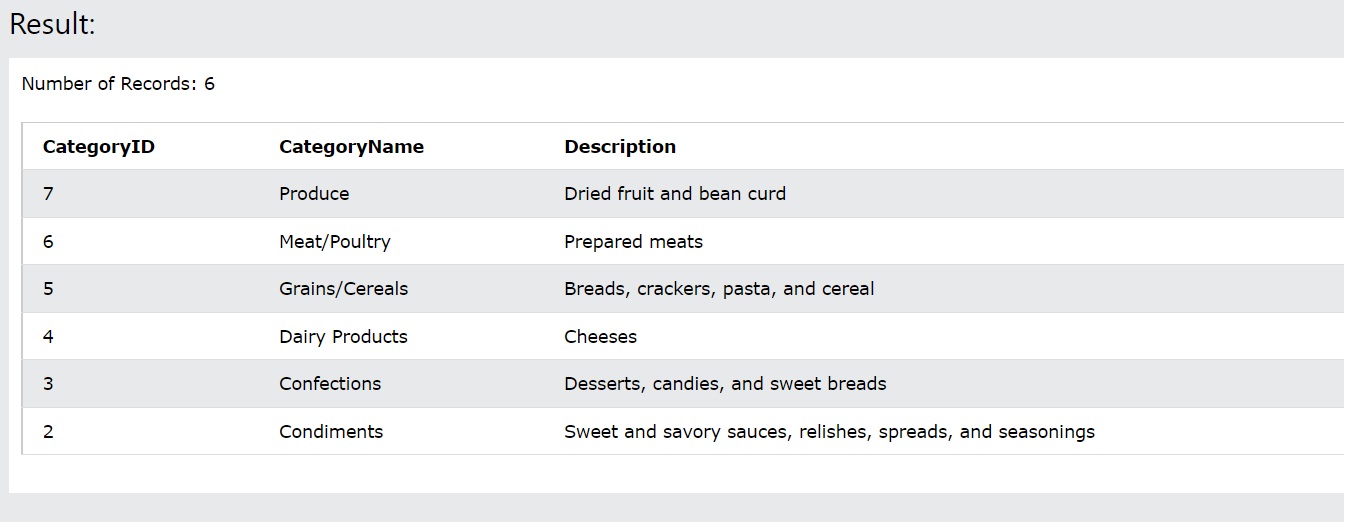 Result:
Number of Records: 6
CategoryID CategoryName Description
7 Produce Dried fruit and bean curd
6 Meat/Poultry Prepared meats
5 Grains/Cereals Breads, crackers, pasta, and cereal
4 Dairy Products Cheeses
3 Confections Desserts, candies, and sweet breads
2 Condiments Sweet and savory sauces, relishes, spreads, and seasonings